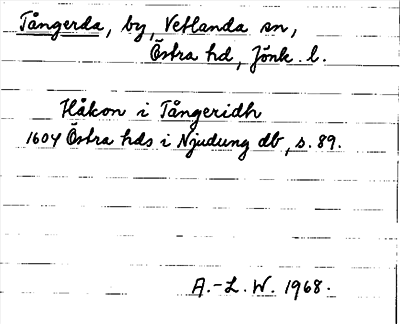 Tångerda, by, Vetlanda sn,
Östra hd, Jönk. l.
Håkon i Tångeridh
1604 Östra hds i Njudung db, s. 89.
A.-L. W. 1968.